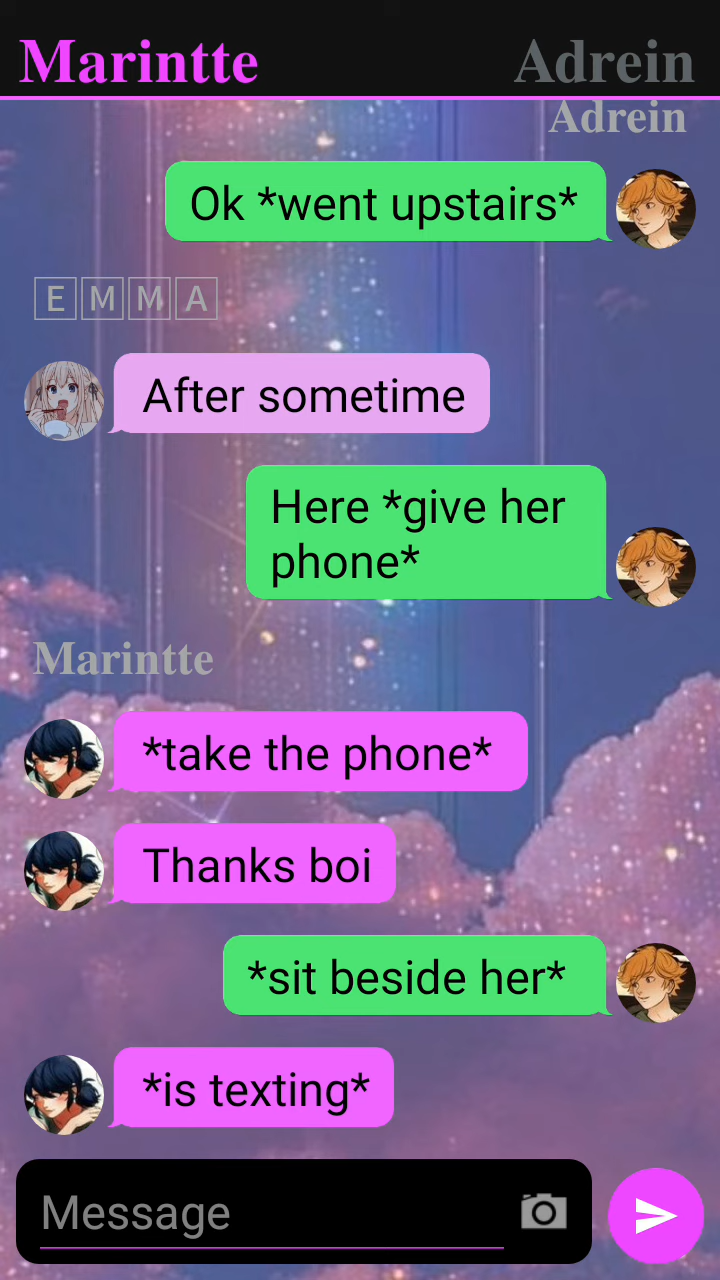 Marintte
Adrein
Adrein
Ok *went upstairs*
EMMA
After sometime
Here *give her
phone*
Marintte
*take the phone*
Thanks boi
*sit beside her*
*is texting*
Message